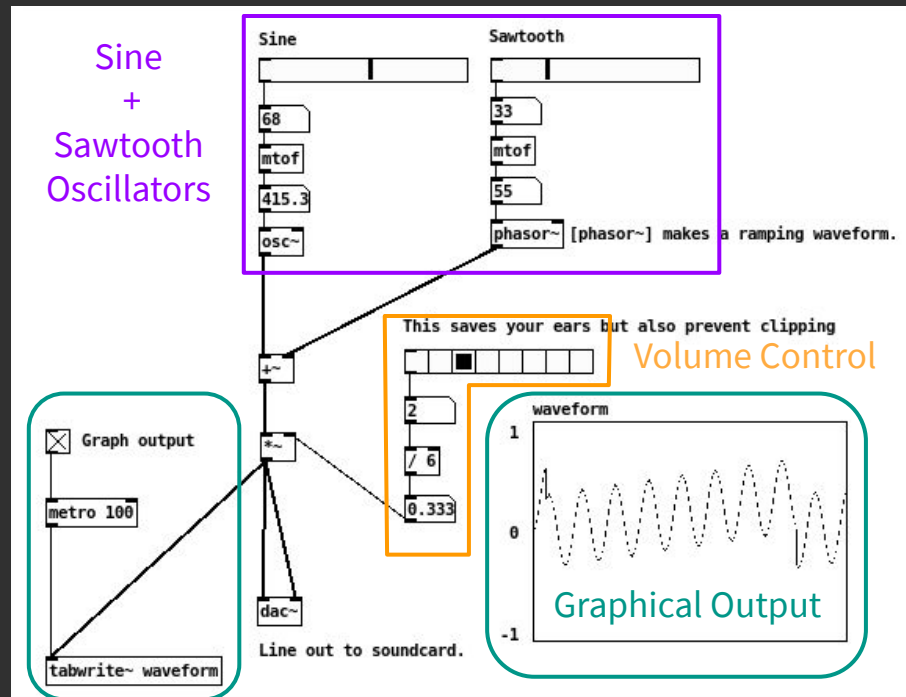 Sine
+
Sawtooth
Oscillators
Sine
Sawtooth
68
mtof
415.3
osc~
33
mtof
55
phasor~
[phasor~] makes a ramping waveform.
This saves your ears but also prevent clipping
Volume Control
+~
2
/ 6
0.333
*~
dac~
Line out to soundcard.
Graph output
metro 100
tabwrite~ waveform
waveform
1
0
-1
Graphical Output